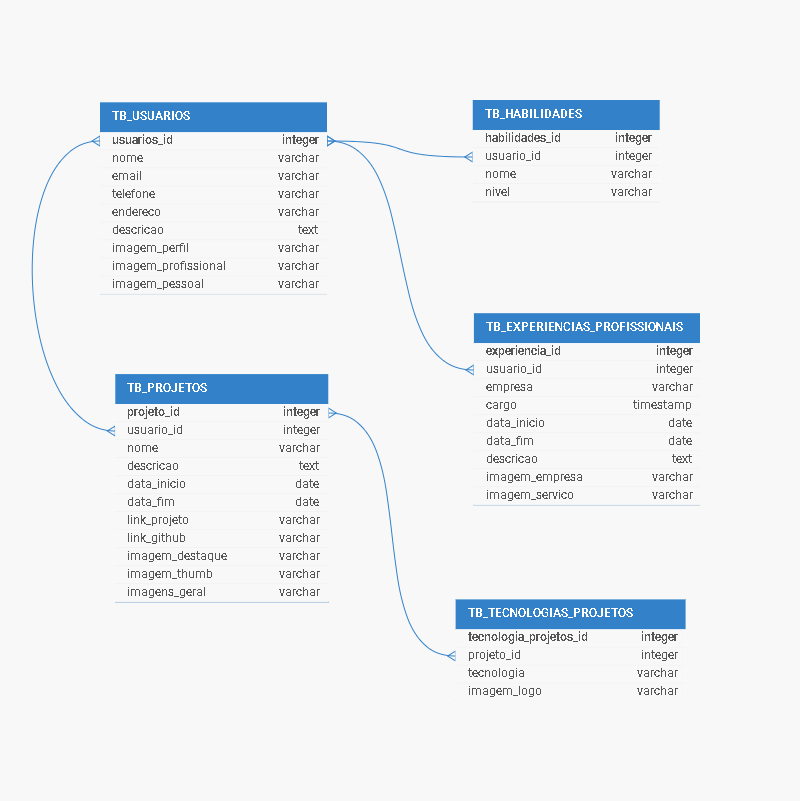 TB_USUARIOS
usuarios_id integer
nome varchar
email varchar
telefone varchar
endereco varchar
descricao text
imagem_perfil varchar
imagem_profissional varchar
imagem_pessoal varchar
TB_HABILIDADES
habilidades_id integer
usuario_id integer
nome varchar
nivel varchar
TB_EXPERIENCIAS_PROFISSIONAIS
experiencia_id integer
usuario_id integer
empresa varchar
cargo timestamp
data_inicio date
data_fim date
descricao text
imagem_empresa varchar
imagem_servico varchar
TB_PROJETOS
projeto_id integer
usuario_id integer
nome varchar
descricao text
data_inicio date
data_fim date
link_projeto varchar
link_github varchar
imagem_destaque varchar
imagem_thumb varchar
imagens_geral varchar
TB_TECNOLOGIAS_PROJETOS
tecnologia_projetos_id integer
projeto_id integer
tecnologia varchar
imagem_logo varchar